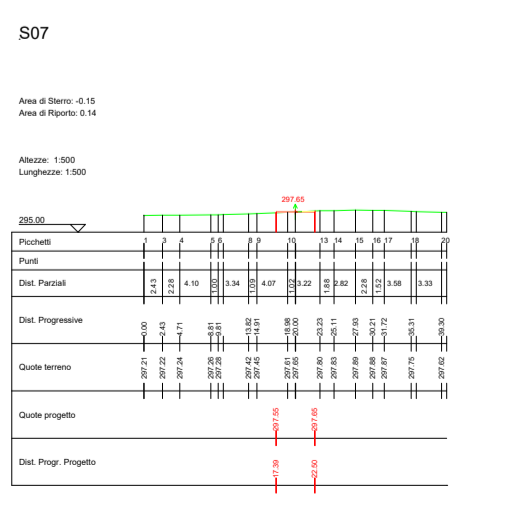 S07
Area di Sterro: -0.15
Area di Riporto: 0.14
Altezze: 1:500
Lunghezze: 1:500
297.65
295.00
Picchetti 1 3 4 5 6 8 9 10 13 14 15 16 17 18 20
Punti
Dist. Parziali 2.43 2.28 4.10 1.00 3.34 1.09 4.07 1.02 3.22 1.88 2.82 2.28 1.52 3.58 3.33
Dist. Progressive 0.00 2.43 4.71 8.81 9.81 13.82 14.91 18.98 20.00 23.23 25.11 27.93 30.21 31.72 35.31 39.30
Quote terreno 297.21 297.22 297.24 297.26 297.28 297.42 297.45 297.61 297.65 297.80 297.83 297.89 297.88 297.87 297.75 297.62
Quote progetto 297.55 297.65
Dist. Progr. Progetto 17.39 22.50